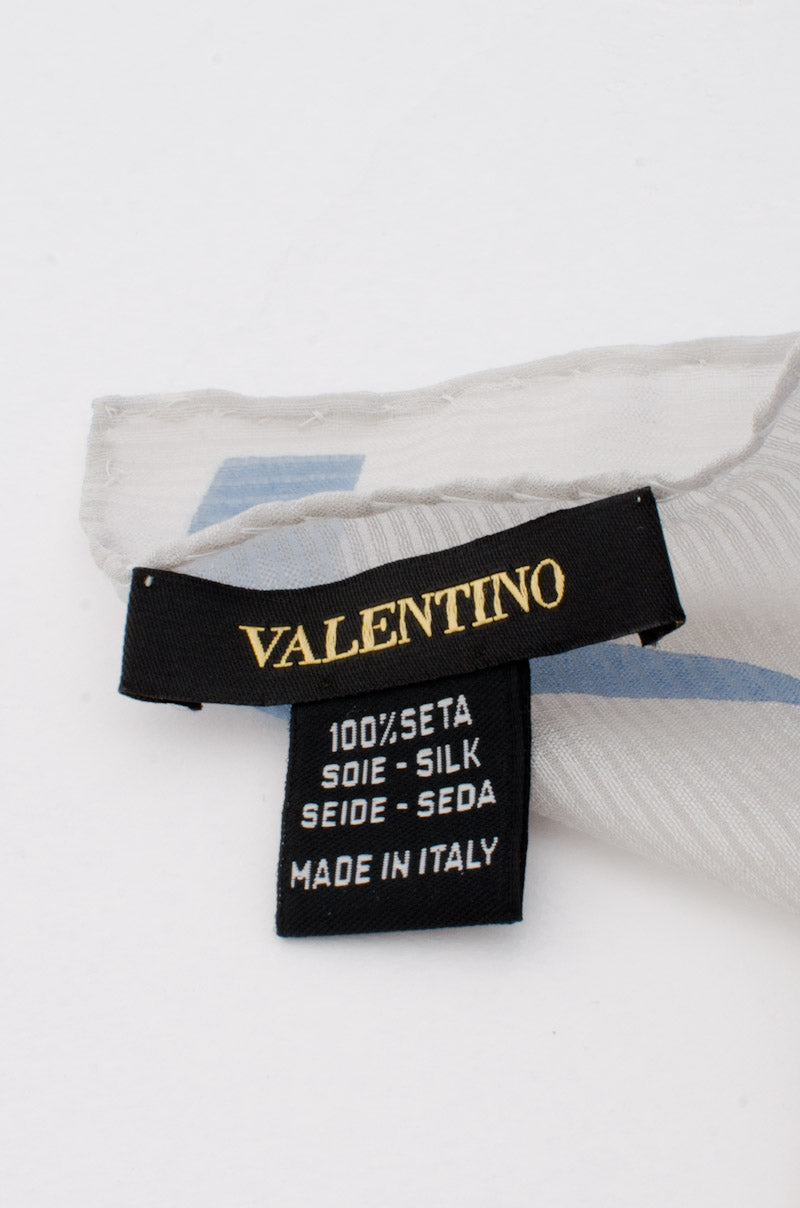 VALENTINO
100%SETA
SOIE - SILK
SEIDE - SEDA
MADE IN ITALY